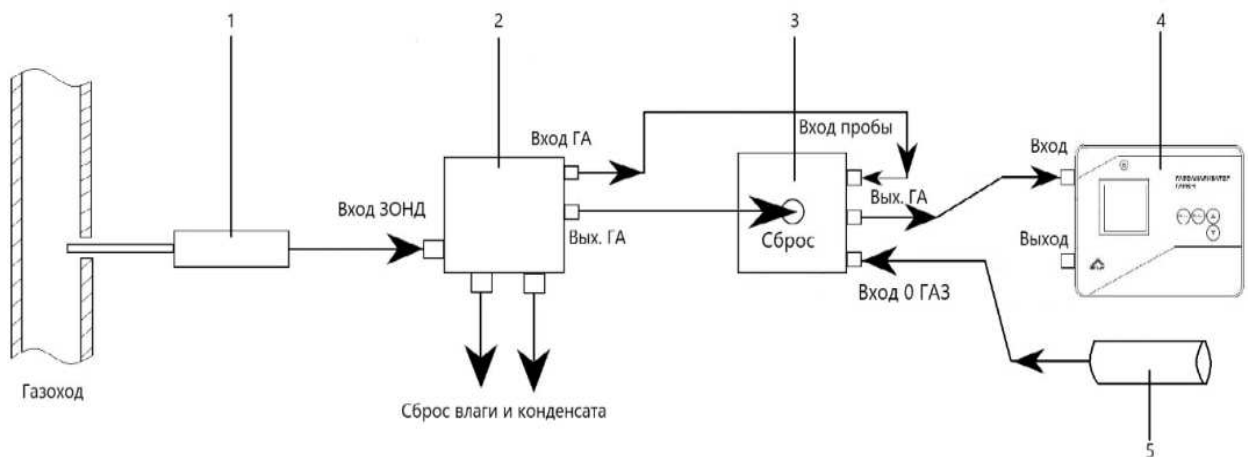 1
2
3
4
Вход ГА
Вход пробы
Вход
ГАЗОАНАЛИЗАТОР
Вход ЗОНД
Вых. ГА
Вых. ГА
Сброс
Выход
Вход 0 ГАЗ
Газоход
Сброс влаги и конденсата
5